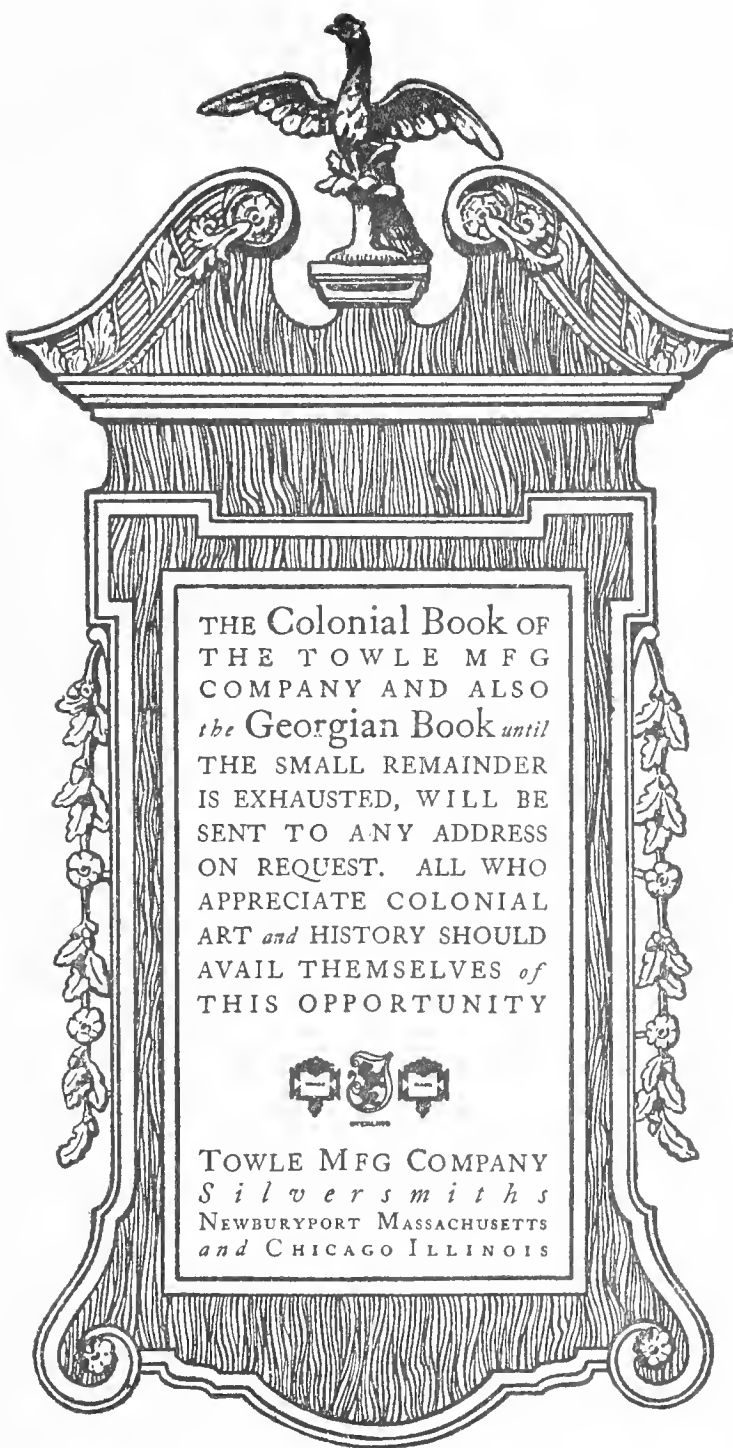 THE Colonial Book OF
THE TOWLE MFG
COMPANY AND ALSO
the Georgian Book until
THE SMALL REMAINDER
IS EXHAUSTED, WILL BE
SENT TO ANY ADDRESS
ON REQUEST. ALL WHO
APPRECIATE COLONIAL
ART and HISTORY SHOULD
AVAIL THEMSELVES of
THIS OPPORTUNITY
STERLING
TOWLE MFG COMPANY
Silversmiths
NEWBURYPORT MASSACHUSETTS
and CHICAGO ILLINOIS